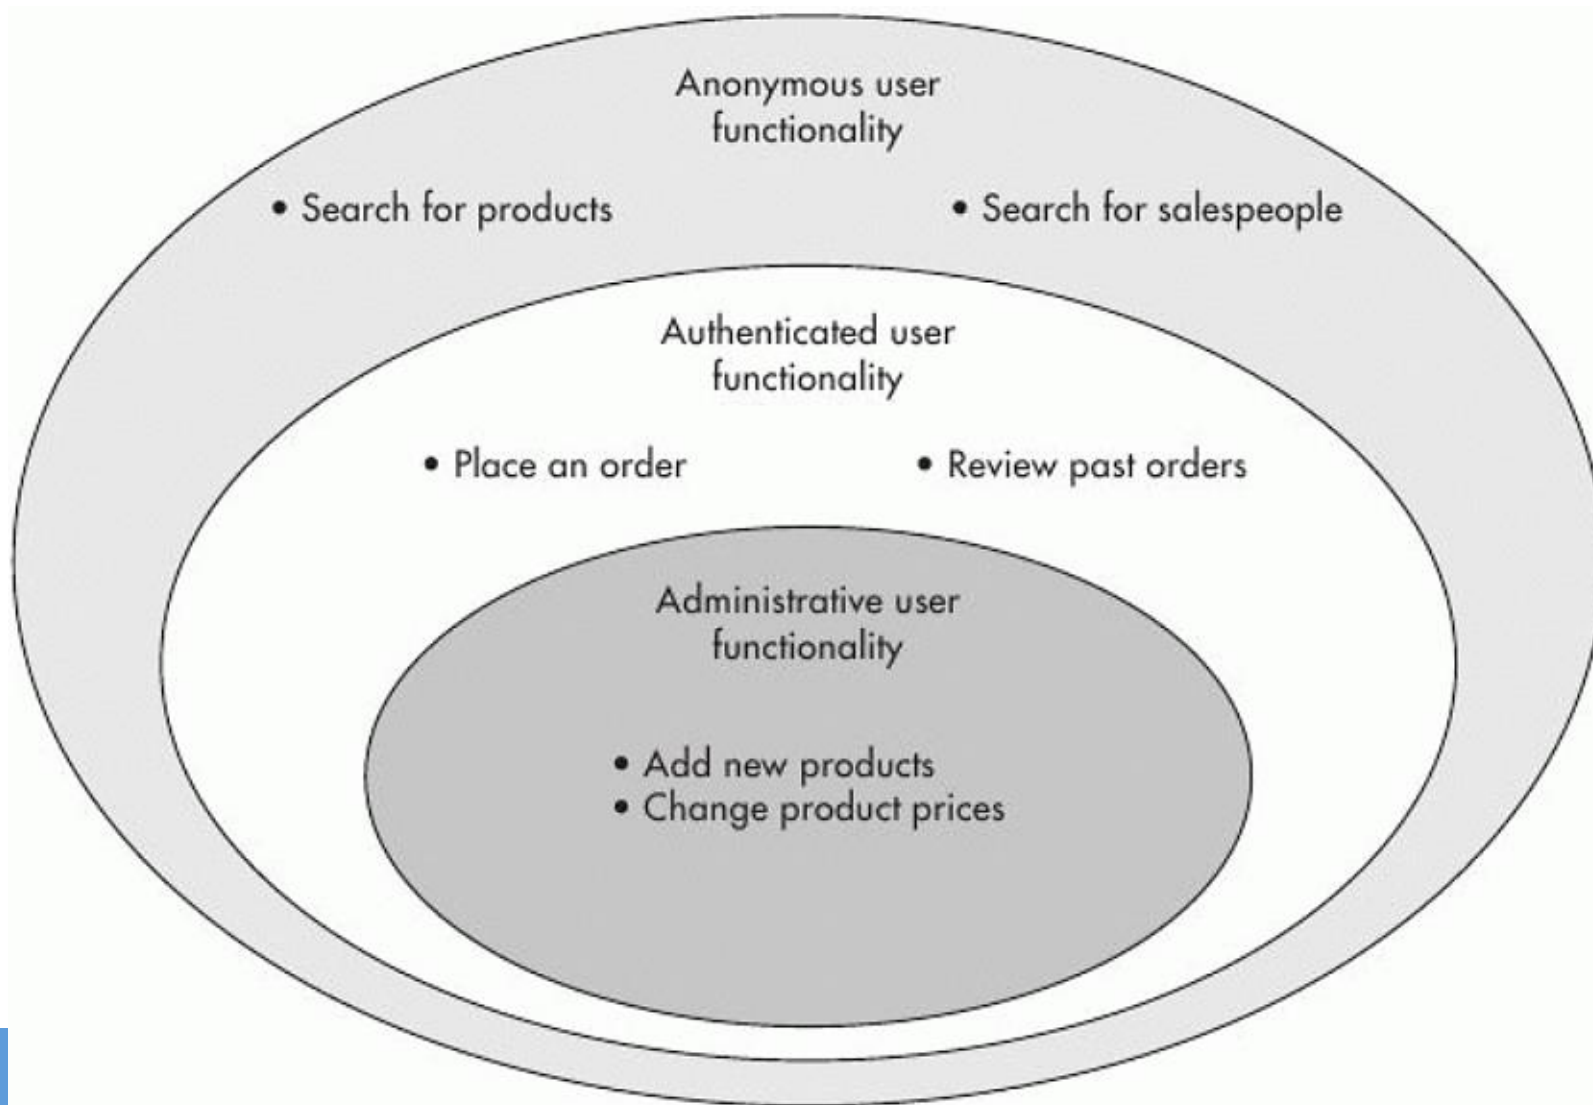 Anonymous user
functionality
• Search for products
• Search for salespeople
Authenticated user
functionality
• Place an order
• Review past orders
Administrative user
functionality
• Add new products
• Change product prices